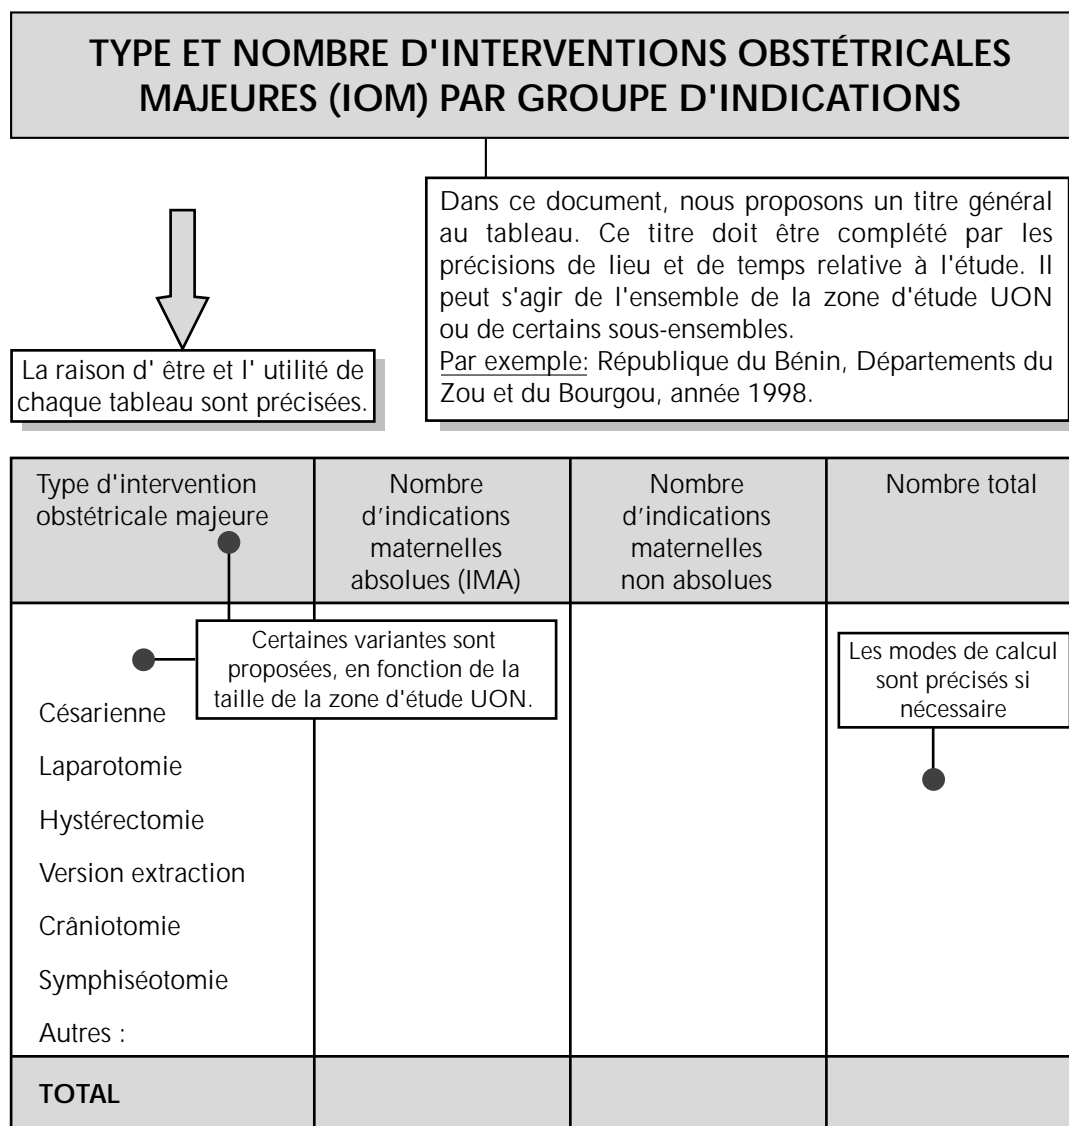 TYPE ET NOMBRE D'INTERVENTIONS OBSTÉTRICALES
MAJEURES (IOM) PAR GROUPE D'INDICATIONS
Dans ce document, nous proposons un titre général
au tableau. Ce titre doit être complété par les
précisions de lieu et de temps relative à l'étude. Il
peut s'agir de l'ensemble de la zone d'étude UON
ou de certains sous-ensembles.
Par exemple: République du Bénin, Départements du
Zou et du Bourgou, année 1998.
La raison d' être et l' utilité de
chaque tableau sont précisées.
Type d'intervention
obstétricale majeure
Nombre
d’indications
maternelles
absolues (IMA)
Nombre
d’indications
maternelles
non absolues
Nombre total
Certaines variantes sont
proposées, en fonction de la
taille de la zone d'étude UON.
Les modes de calcul
sont précisés si
nécessaire
Césarienne
Laparotomie
Hystérectomie
Version extraction
Crâniotomie
Symphiséotomie
Autres :
TOTAL